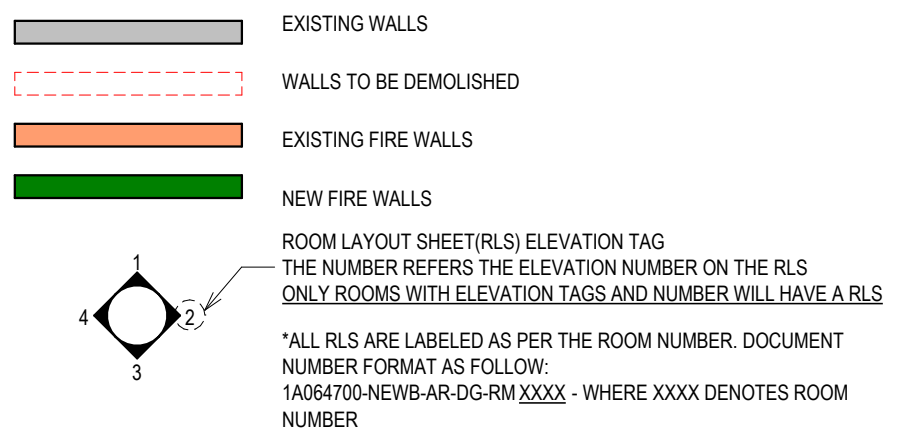 EXISTING WALLS
WALLS TO BE DEMOLISHED
EXISTING FIRE WALLS
NEW FIRE WALLS
ROOM LAYOUT SHEET(RLS) ELEVATION TAG
THE NUMBER REFERS THE ELEVATION NUMBER ON THE RLS
ONLY ROOMS WITH ELEVATION TAGS AND NUMBER WILL HAVE A RLS
1
4
2
3
*ALL RLS ARE LABELED AS PER THE ROOM NUMBER. DOCUMENT
NUMBER FORMAT AS FOLLOW:
1A064700-NEWB-AR-DG-RM XXXX - WHERE XXXX DENOTES ROOM
NUMBER